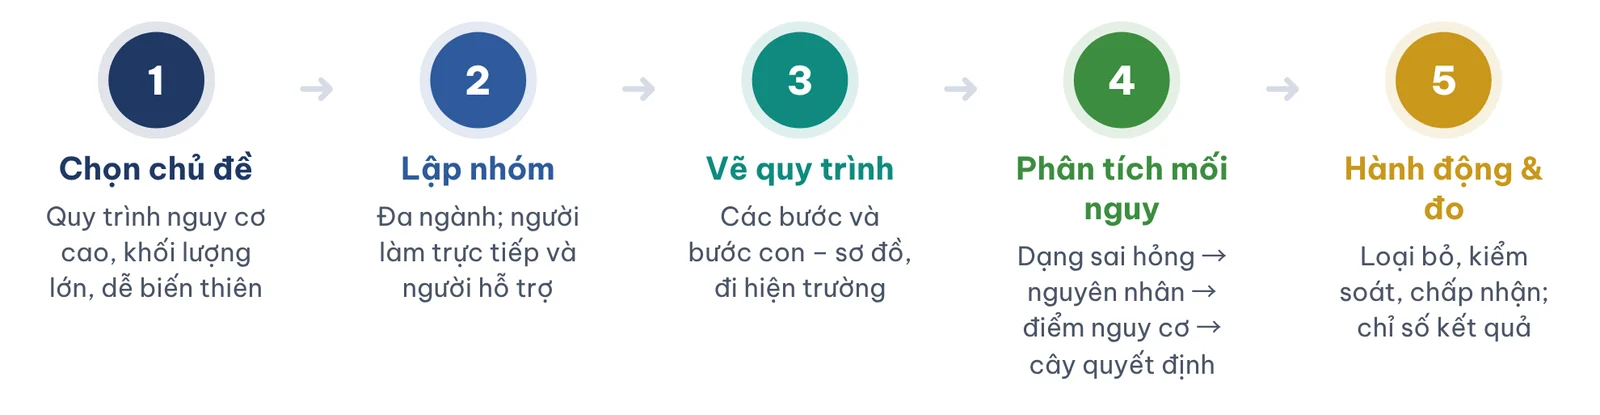 1
Chọn chủ đề
Quy trình nguy cơ
cao, khối lượng
lớn, dễ biến thiên
2
Lập nhóm
Đa ngành; người
làm trực tiếp và
người hỗ trợ
3
Vẽ quy trình
Các bước và
bước con – sơ đồ,
đi hiện trường
4
Phân tích mối
nguy
Dạng sai hỏng →
nguyên nhân →
điểm nguy cơ →
cây quyết định
5
Hành động &
đo
Loại bỏ, kiểm
soát, chấp nhận;
chỉ số kết quả